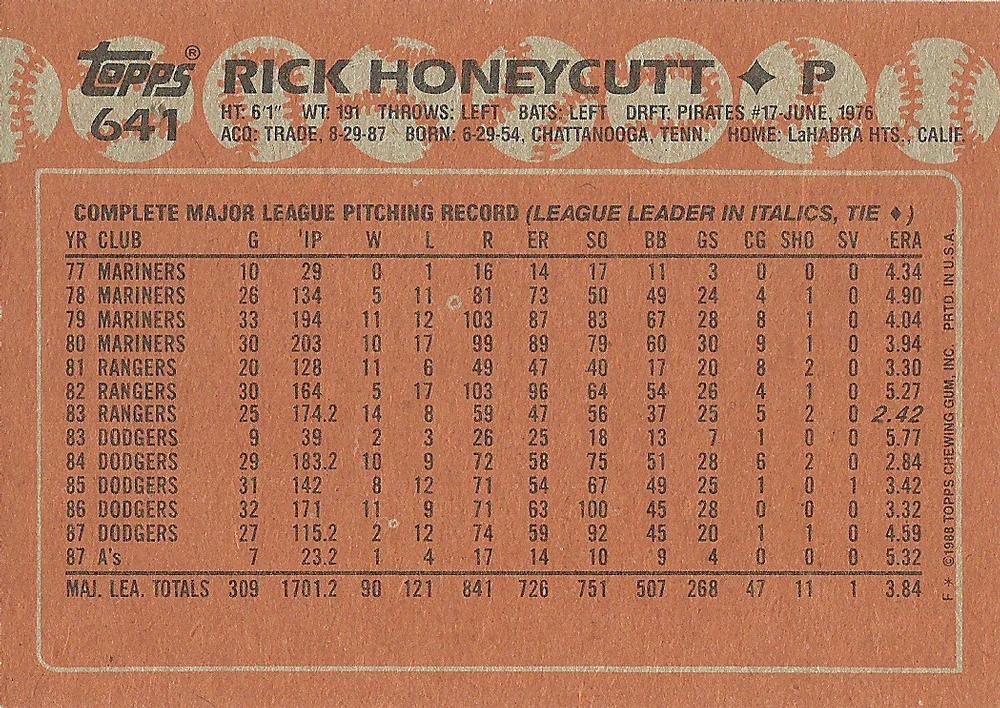 Topps® RICK HONEYCUTT ♦ P
641
HT: 6'1" WT: 191 THROWS: LEFT BATS: LEFT DRFT: PIRATES #17-JUNE, 1976
ACQ: TRADE, 8-29-87 BORN: 6-29-54, CHATTANOOGA, TENN. HOME: LaHABRA HTS., CALIF.
COMPLETE MAJOR LEAGUE PITCHING RECORD (LEAGUE LEADER IN ITALICS, TIE ♦)
YR CLUB G 'IP W L R ER SO BB GS CG SHO SV ERA
77 MARINERS 10 29 0 1 16 14 17 11 3 0 0 0 4.34
78 MARINERS 26 134 5 11 81 73 50 49 24 4 1 0 4.90
79 MARINERS 33 194 11 12 103 87 83 67 28 8 1 0 4.04
80 MARINERS 30 203 10 17 99 89 79 60 30 9 1 0 3.94
81 RANGERS 20 128 11 6 49 47 40 17 20 8 2 0 3.30
82 RANGERS 30 164 5 17 103 96 64 54 26 4 1 0 5.27
83 RANGERS 25 174.2 14 8 59 47 56 37 25 5 2 0 2.42
83 DODGERS 9 39 2 3 26 25 18 13 7 1 0 0 5.77
84 DODGERS 29 183.2 10 9 72 58 75 51 28 6 2 0 2.84
85 DODGERS 31 142 8 12 71 54 67 49 25 1 0 1 3.42
86 DODGERS 32 171 11 9 71 63 100 45 28 0 0 0 3.32
87 DODGERS 27 115.2 2 12 74 59 92 45 20 1 1 0 4.59
87 A's 7 23.2 1 4 17 14 10 9 4 0 0 0 5.32
MAJ. LEA. TOTALS 309 1701.2 90 121 841 726 751 507 268 47 11 1 3.84
F * ©1988 TOPPS CHEWING GUM, INC. PRTD. IN U.S.A.